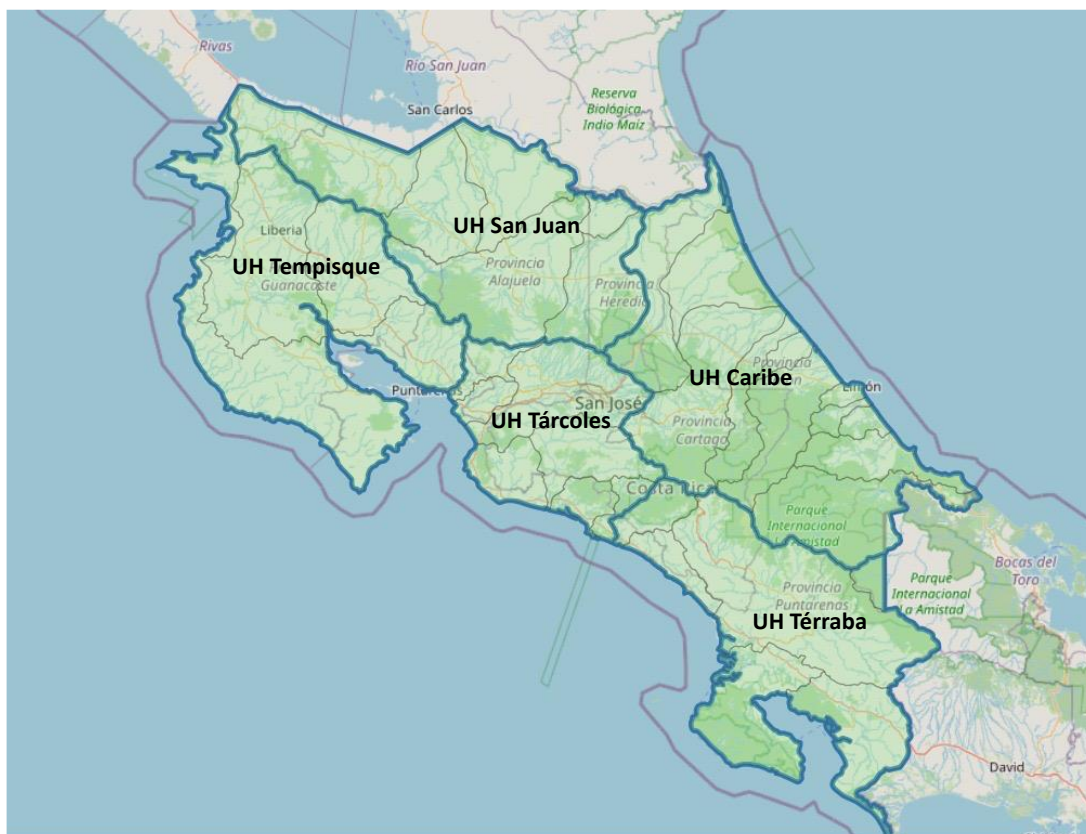 Rivas
Río San Juan
San Carlos
Reserva
Biológica
Indio Maíz
UH San Juan
Liberia
UH Tempisque
Guanacaste
Provincia
Alajuela
Provincia
Heredia
UH Caribe
Provincia
Limón
Puntarenas
San José
UH Tárcoles
Provincia
Cartago
Costa Rica
Parque
Internacional
La Amistad
Bocas del
Toro
Parque
Internacional
La Amistad
Provincia
Puntarenas
UH Térraba
David